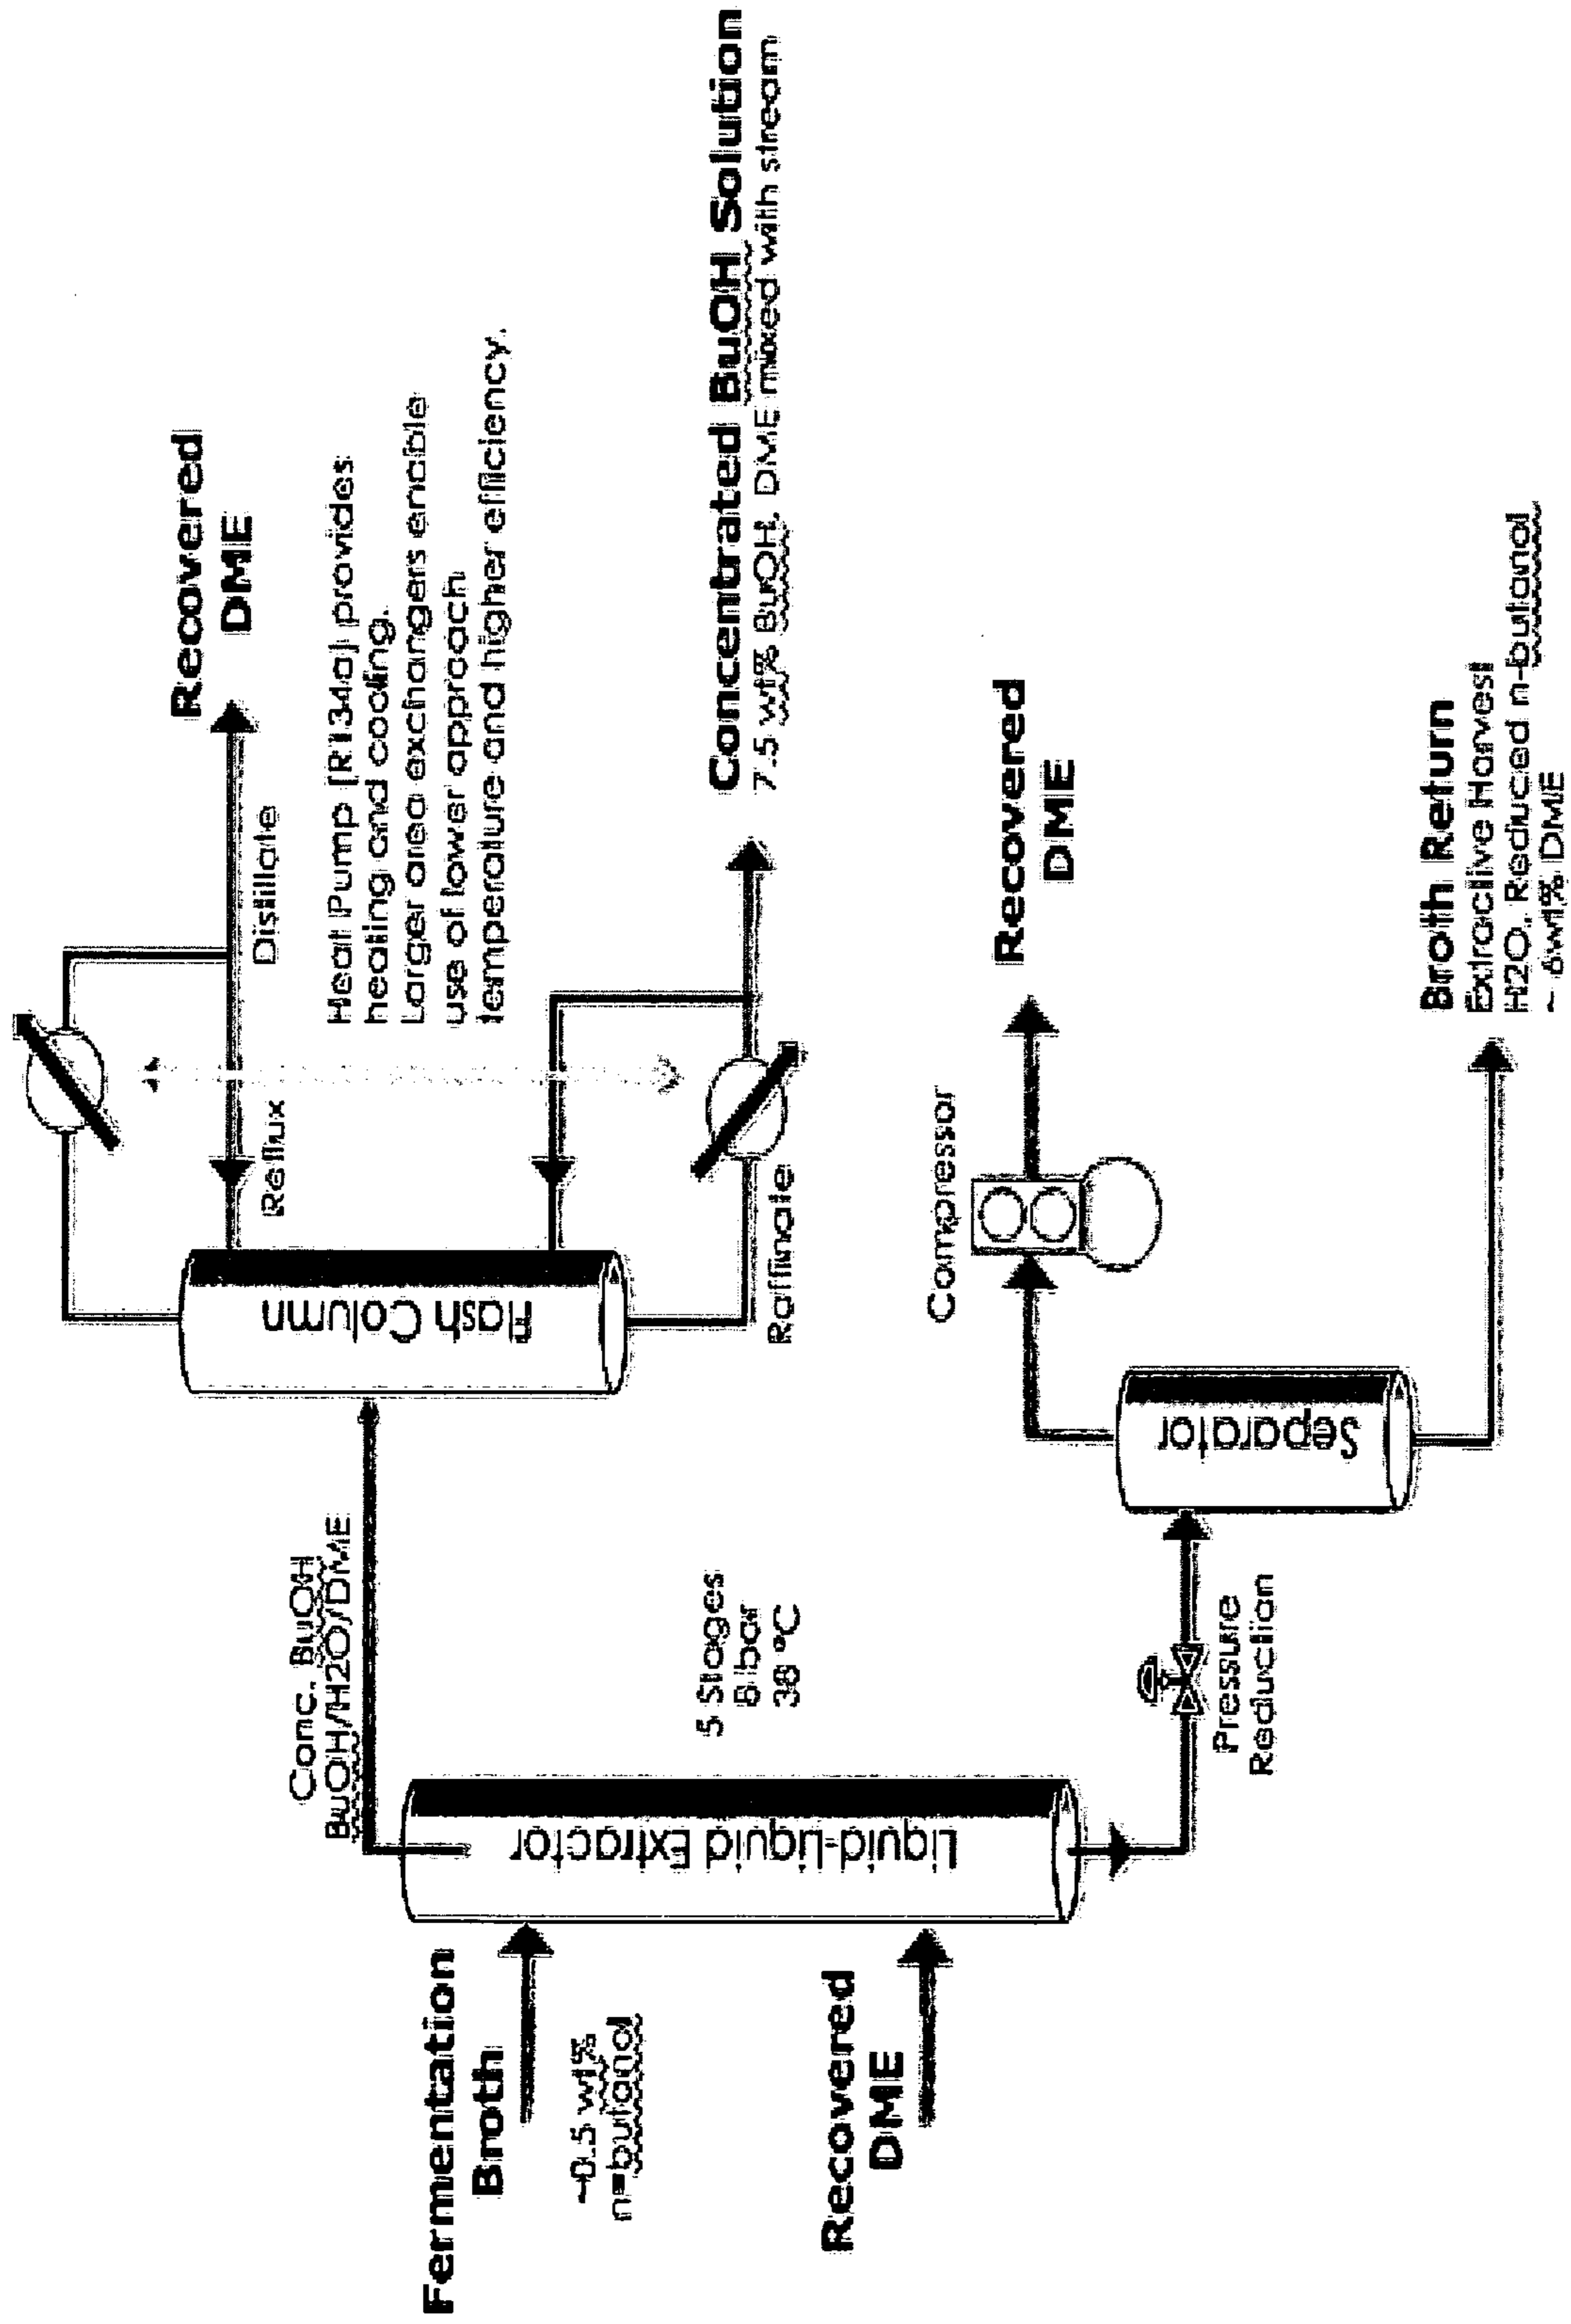 Fermentation
Broth
~0.5 wt%
n-butanol
Recovered
DME
Conc. BuOH
BuOH/H2O/DME
Liquid-Liquid Extractor
5 Stages
8 bar
38 °C
Pressure
Reduction
Flash Column
Reflux
Distillate
Recovered
DME
Heat Pump (R134a) provides
heating and cooling.
Larger area exchangers enable
use of lower approach
temperature and higher efficiency.
Raffinate
Concentrated BuOH Solution
7.5 wt% BuOH, DME mixed with stream
Separator
Compressor
Recovered
DME
Broth Return
Extractive Harvest
H2O, Reduced n-butanol
~ 6wt% DME